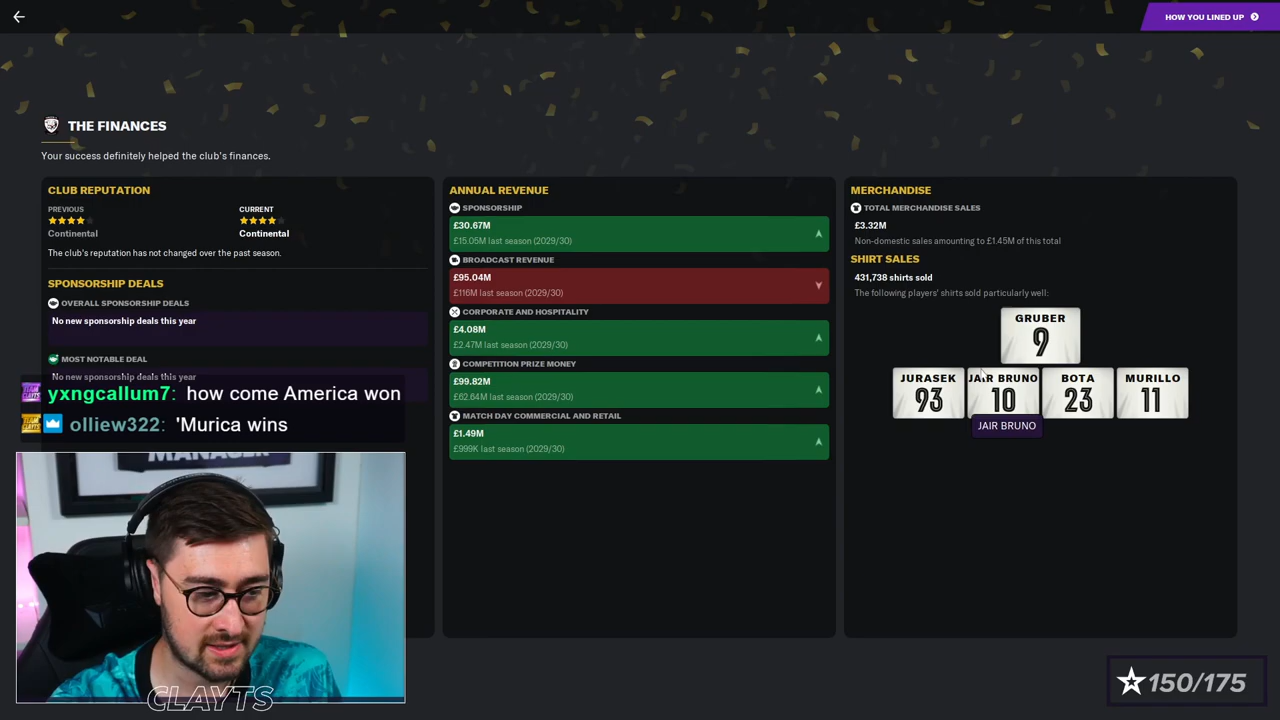 HOW YOU LINED UP
THE FINANCES
Your success definitely helped the club's finances.
CLUB REPUTATION
PREVIOUS
Continental
CURRENT
Continental
The club's reputation has not changed over the past season.
SPONSORSHIP DEALS
OVERALL SPONSORSHIP DEALS
No new sponsorship deals this year
MOST NOTABLE DEAL
No new sponsorship deals this year
ANNUAL REVENUE
SPONSORSHIP
£30.67M
£15.05M last season (2029/30)
BROADCAST REVENUE
£95.04M
£116M last season (2029/30)
CORPORATE AND HOSPITALITY
£4.08M
£2.47M last season (2029/30)
COMPETITION PRIZE MONEY
£99.82M
£62.64M last season (2029/30)
MATCH DAY COMMERCIAL AND RETAIL
£1.49M
£999K last season (2029/30)
MERCHANDISE
TOTAL MERCHANDISE SALES
£3.32M
Non-domestic sales amounting to £1.45M of this total
SHIRT SALES
431,738 shirts sold
The following players' shirts sold particularly well:
GRUBER
9
JURASEK
93
JAIR BRUNO
10
BOTA
23
MURILLO
11
JAIR BRUNO
yxngcallum7: how come America won
olliew322: 'Murica wins
MANAGER
CLAYTS
150/175